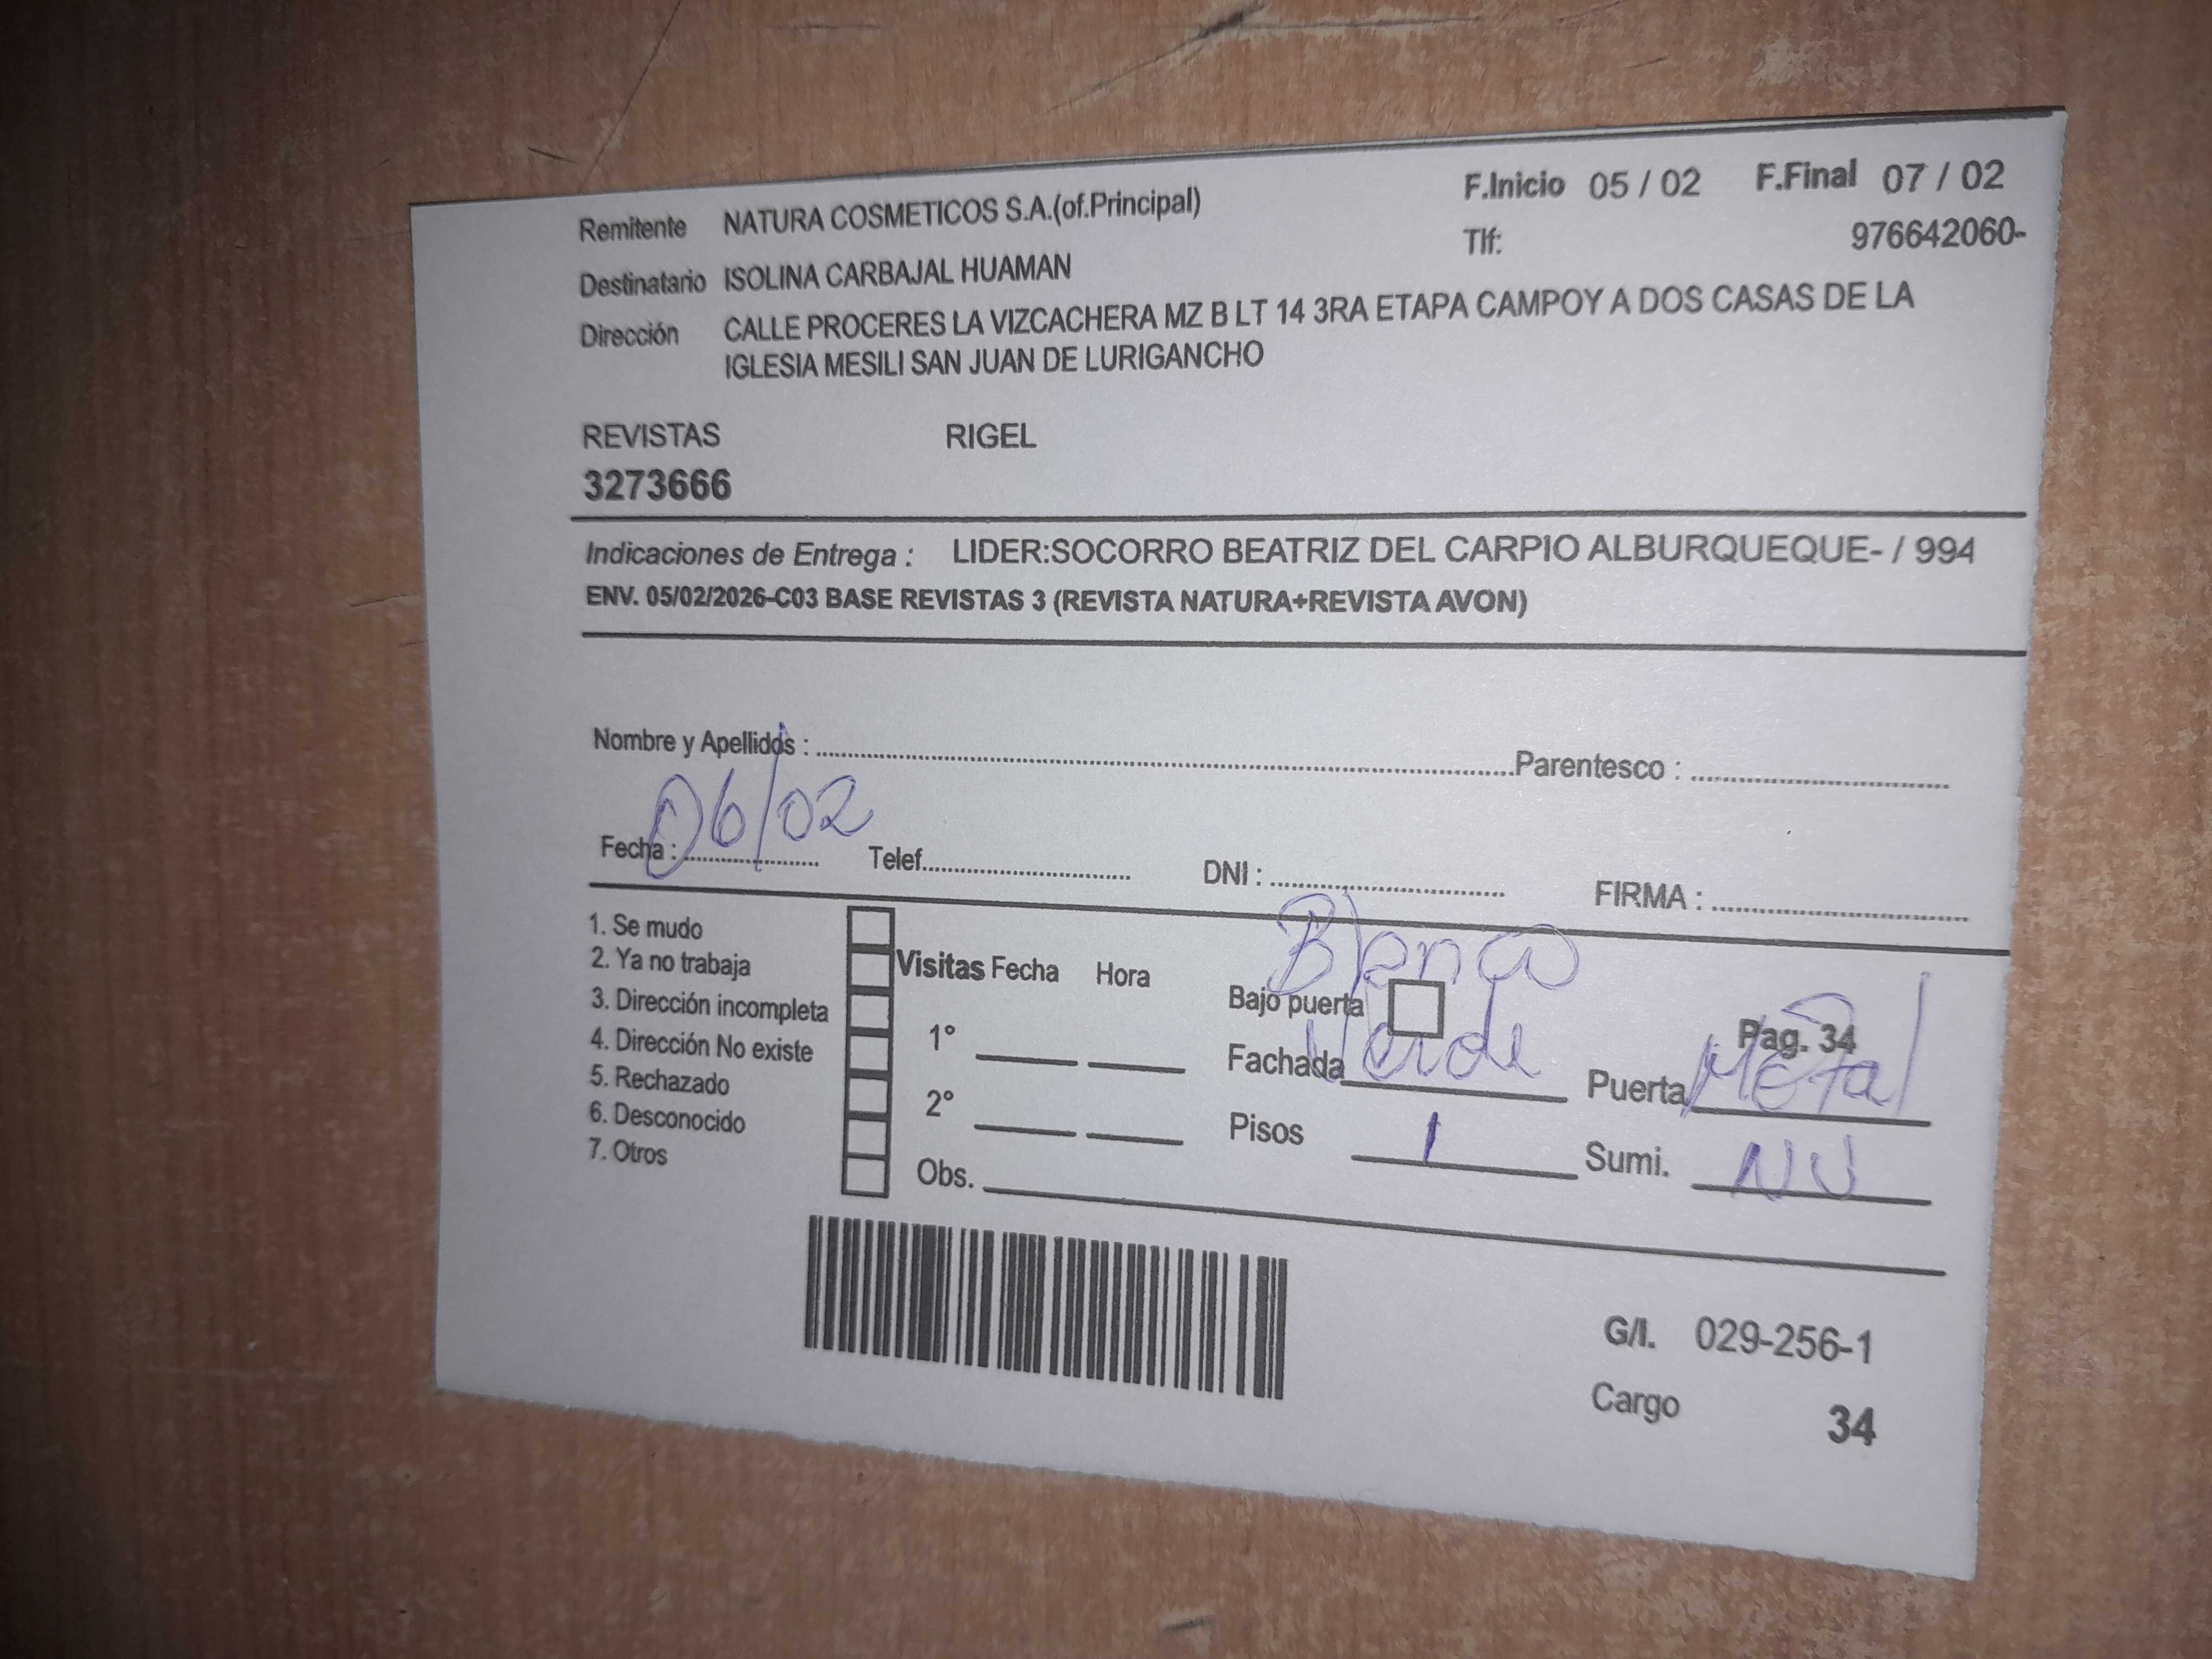 Remitente NATURA COSMETICOS S.A.(of.Principal) F.Inicio 05 / 02 F.Final 07 / 02
Tlf: 976642060-
Destinatario ISOLINA CARBAJAL HUAMAN
Dirección CALLE PROCERES LA VIZCACHERA MZ B LT 14 3RA ETAPA CAMPOY A DOS CASAS DE LA
IGLESIA MESILI SAN JUAN DE LURIGANCHO
REVISTAS RIGEL
3273666
Indicaciones de Entrega : LIDER:SOCORRO BEATRIZ DEL CARPIO ALBURQUEQUE- / 994
ENV. 05/02/2026-C03 BASE REVISTAS 3 (REVISTA NATURA+REVISTA AVON)
Nombre y Apellidos : Parentesco :
Fecha : 06/02 Telef. DNI : FIRMA :
1. Se mudo
2. Ya no trabaja
3. Dirección incompleta
4. Dirección No existe
5. Rechazado
6. Desconocido
7. Otros
Visitas Fecha Hora
1°
2°
Obs.
Blanco
Bajo puerta
Fachada Verde
Pisos 1
Pag. 34
Puerta Metal
Sumi.
G/I. 029-256-1
Cargo 34